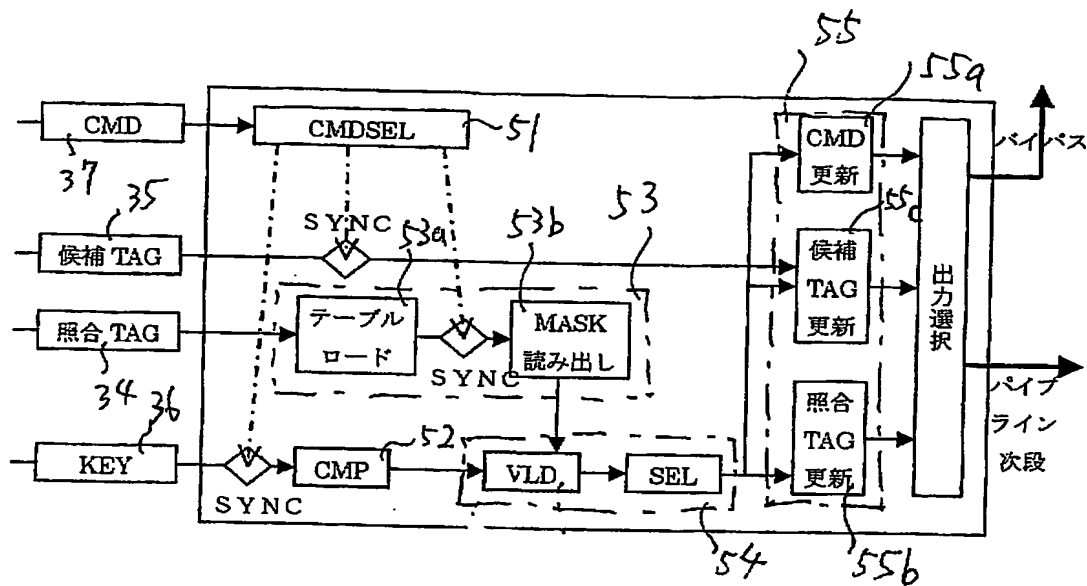 55
55a
CMD
CMDSEL
51
CMD
更新
バイパス
37
35
SYNC
53a
53b
53
55c
候補 TAG
候補
TAG
更新
照合 TAG
テーブル
ロード
SYNC
MASK
読み出し
出力選択
34
36
52
照合
TAG
更新
パイプ
ライン
次段
KEY
SYNC
CMP
VLD
SEL
54
55b